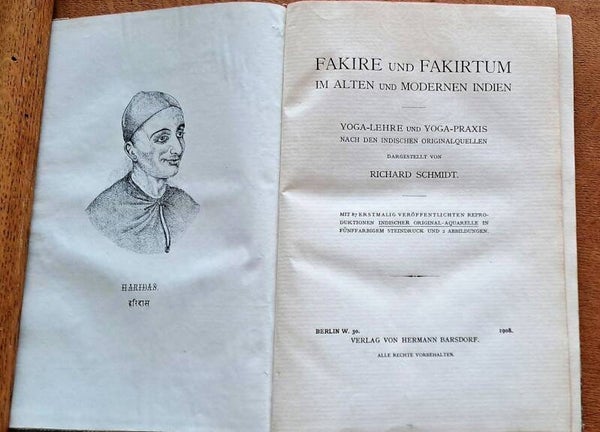 HARIDAS.
हरिदास
FAKIRE UND FAKIRTUM
IM ALTEN UND MODERNEN INDIEN
YOGA-LEHRE UND YOGA-PRAXIS
NACH DEN INDISCHEN ORIGINALQUELLEN
DARGESTELLT VON
RICHARD SCHMIDT.
MIT 87 ERSTMALIG VERÖFFENTLICHTEN REPRO-
DUKTIONEN INDISCHER ORIGINAL-AQUARELLE IN
FÜNFFARBIGEM STEINDRUCK UND 2 ABBILDUNGEN.
BERLIN W. 30. 1908.
VERLAG VON HERMANN BARSDORF.
ALLE RECHTE VORBEHALTEN.